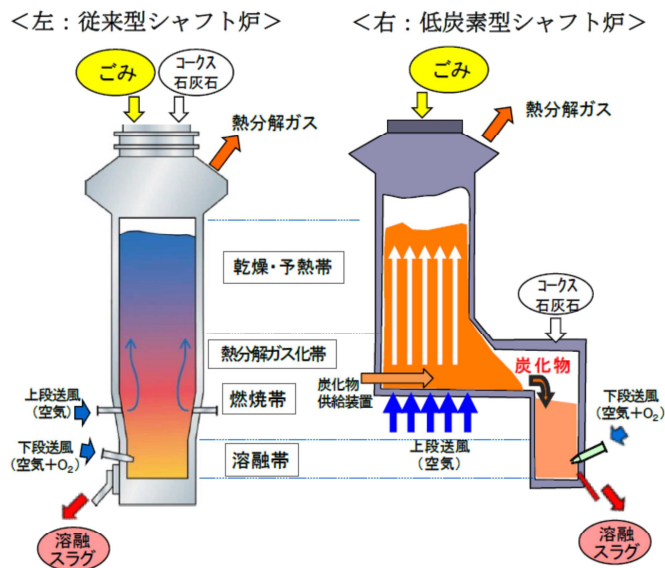 ＜左：従来型シャフト炉＞
＜右：低炭素型シャフト炉＞
ごみ
コークス
石灰石
熱分解ガス
ごみ
熱分解ガス
乾燥・予熱帯
熱分解ガス化帯
燃焼帯
溶融帯
上段送風
(空気)
下段送風
(空気＋O₂)
溶融
スラグ
コークス
石灰石
炭化物
炭化物
供給装置
上段送風
(空気)
下段送風
(空気＋O₂)
溶融
スラグ